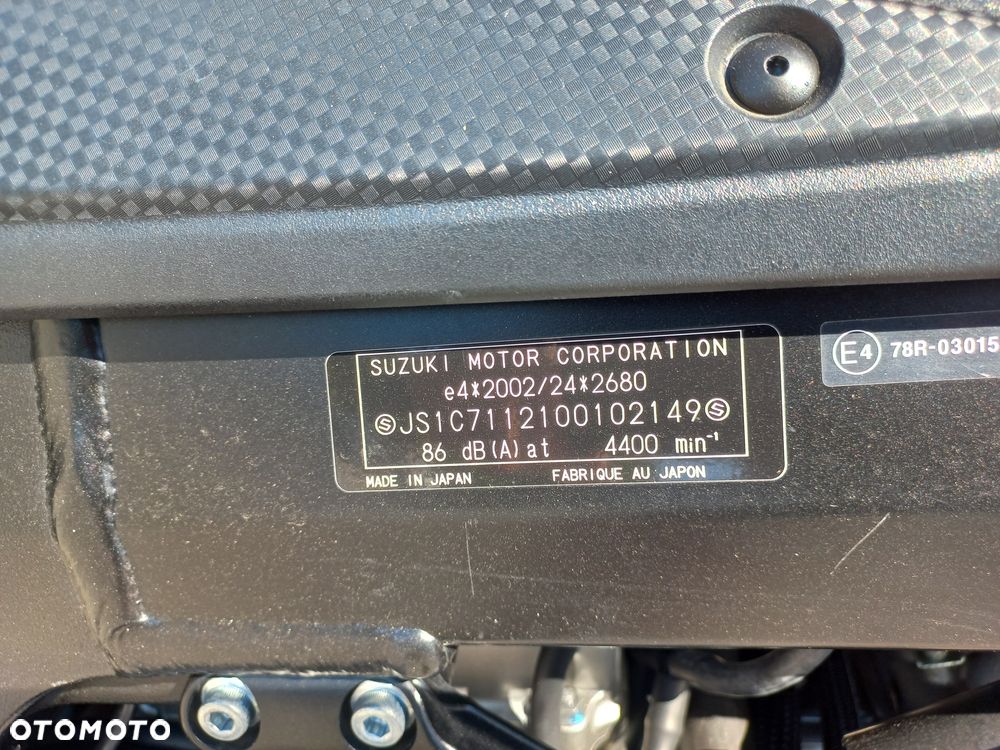 SUZUKI MOTOR CORPORATION
e4*2002/24*2680
ⓈJS1C7112100102149Ⓢ
86 dB(A) at 4400 min⁻¹
MADE IN JAPAN FABRIQUE AU JAPON
E4 78R-03015
OTOMOTO